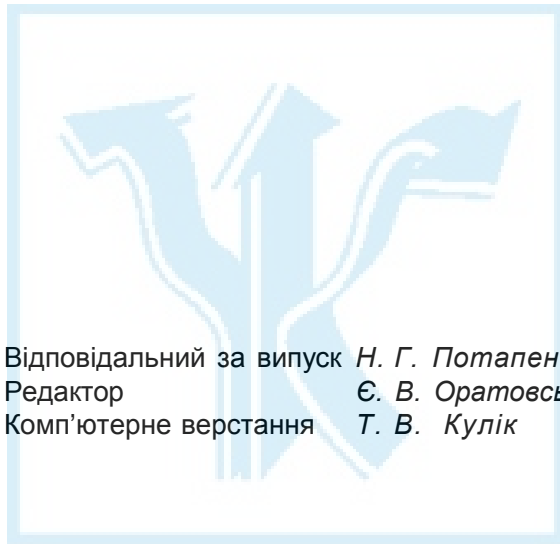 Відповідальний за випуск Н. Г. Потапен
Редактор Є. В. Оратовсь
Комп’ютерне верстання Т. В. Кулік